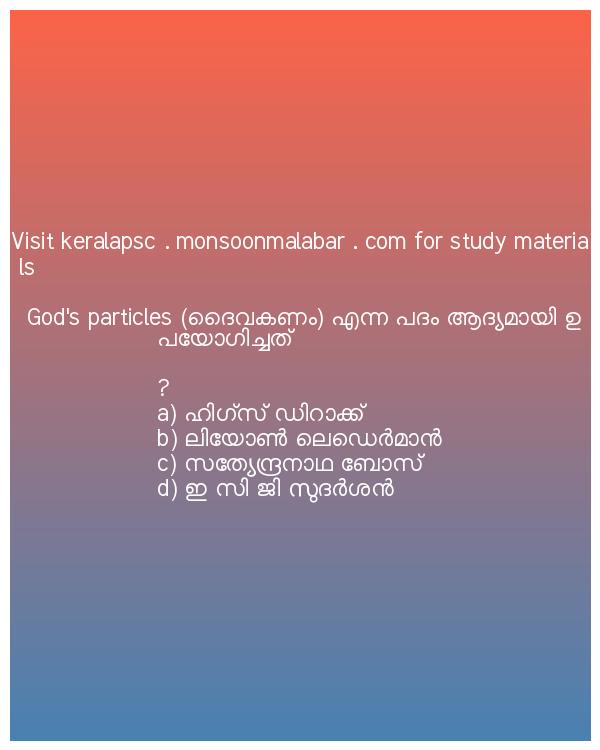 Visit keralapsc . monsoonmalabar . com for study materia
ls
God's particles (ദൈവകണം) എന്ന പദം ആദ്യമായി ഉ
പയോഗിച്ചത്
?
a) ഹിഗ്സ് ഡിറാക്ക്
b) ലിയോൺ ലെഡെർമാൻ
c) സത്യേന്ദ്രനാഥ ബോസ്
d) ഇ സി ജി സുദർശൻ